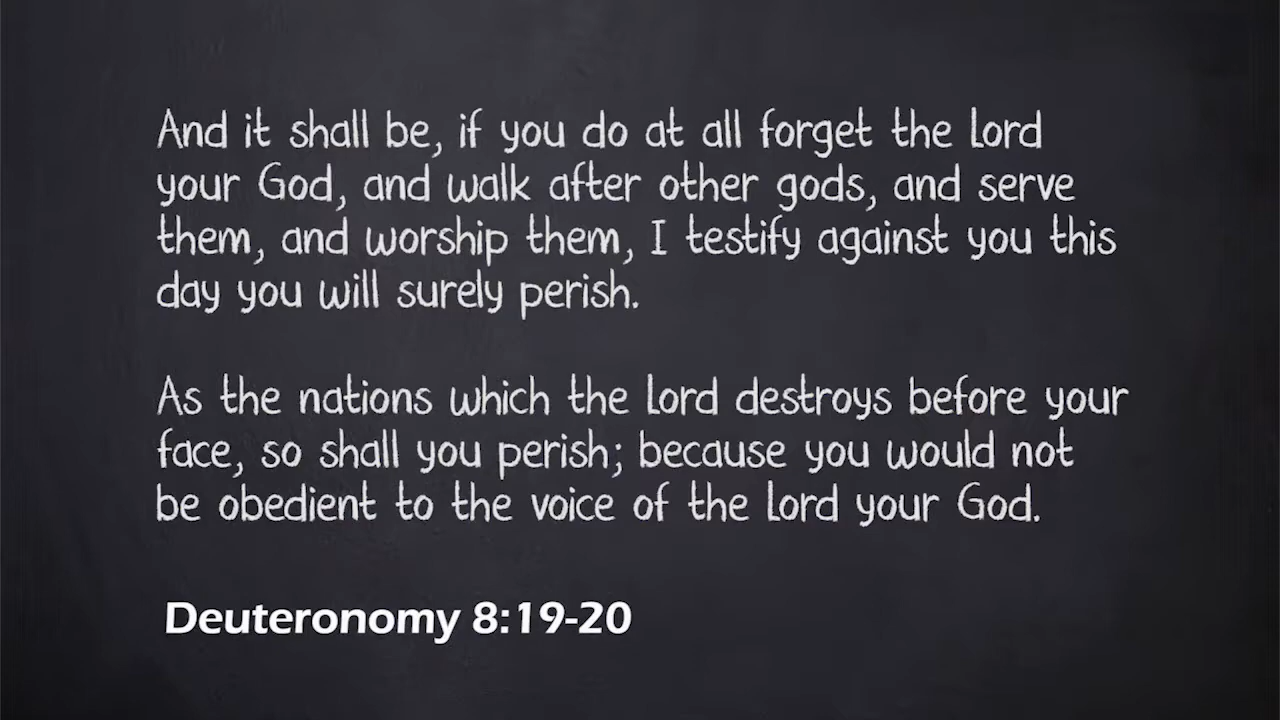 And it shall be, if you do at all forget the Lord
your God, and walk after other gods, and serve
them, and worship them, I testify against you this
day you will surely perish.
As the nations which the Lord destroys before your
face, so shall you perish; because you would not
be obedient to the voice of the Lord your God.
Deuteronomy 8:19-20